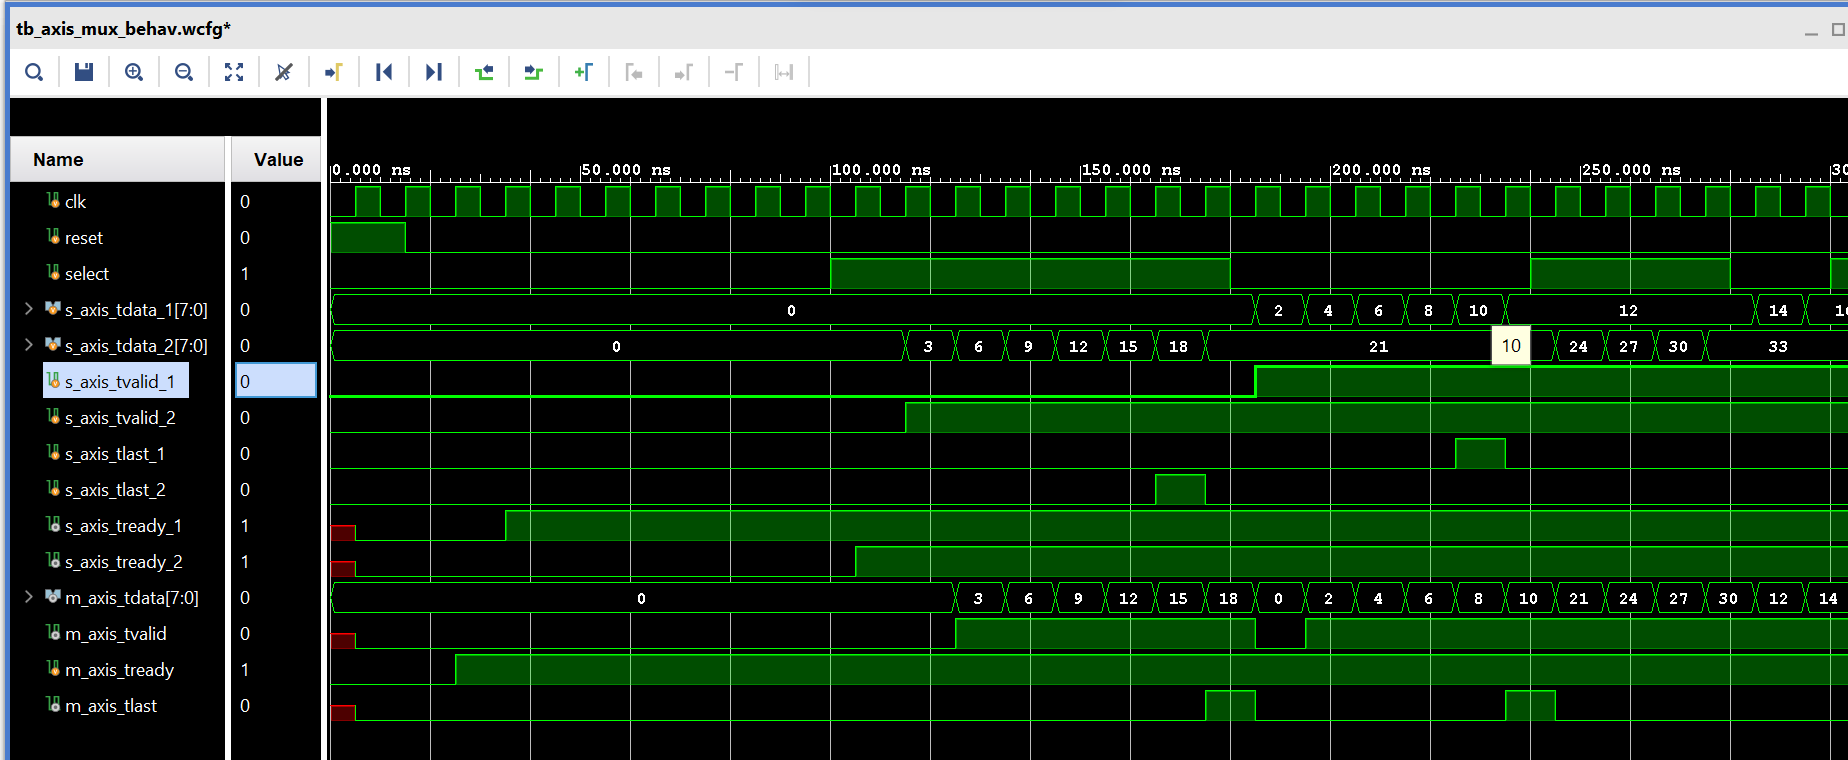 tb_axis_mux_behav.wcfg*
Name Value
0.000 ns 50.000 ns 100.000 ns 150.000 ns 200.000 ns 250.000 ns 30
clk 0
reset 0
select 1
s_axis_tdata_1[7:0] 0 0 2 4 6 8 10 12 14
s_axis_tdata_2[7:0] 0 0 3 6 9 12 15 18 21 10 24 27 30 33
s_axis_tvalid_1 0
s_axis_tvalid_2 0
s_axis_tlast_1 0
s_axis_tlast_2 0
s_axis_tready_1 1
s_axis_tready_2 1
m_axis_tdata[7:0] 0 0 3 6 9 12 15 18 0 2 4 6 8 10 21 24 27 30 12 14
m_axis_tvalid 0
m_axis_tready 1
m_axis_tlast 0